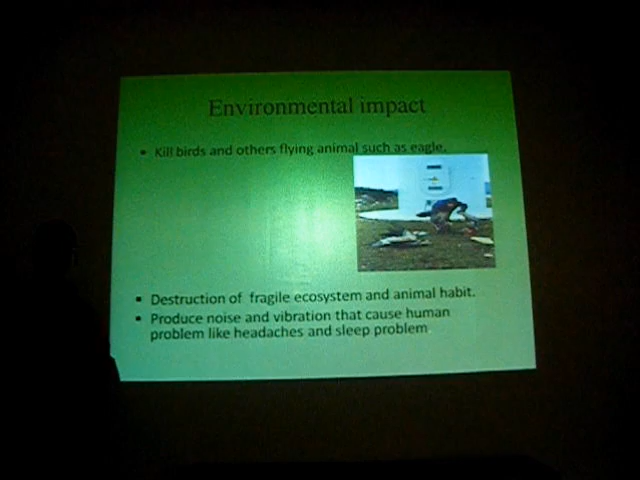 Environmental impact
• Kill birds and others flying animal such as eagle.
▪ Destruction of fragile ecosystem and animal habit.
▪ Produce noise and vibration that cause human
problem like headaches and sleep problem